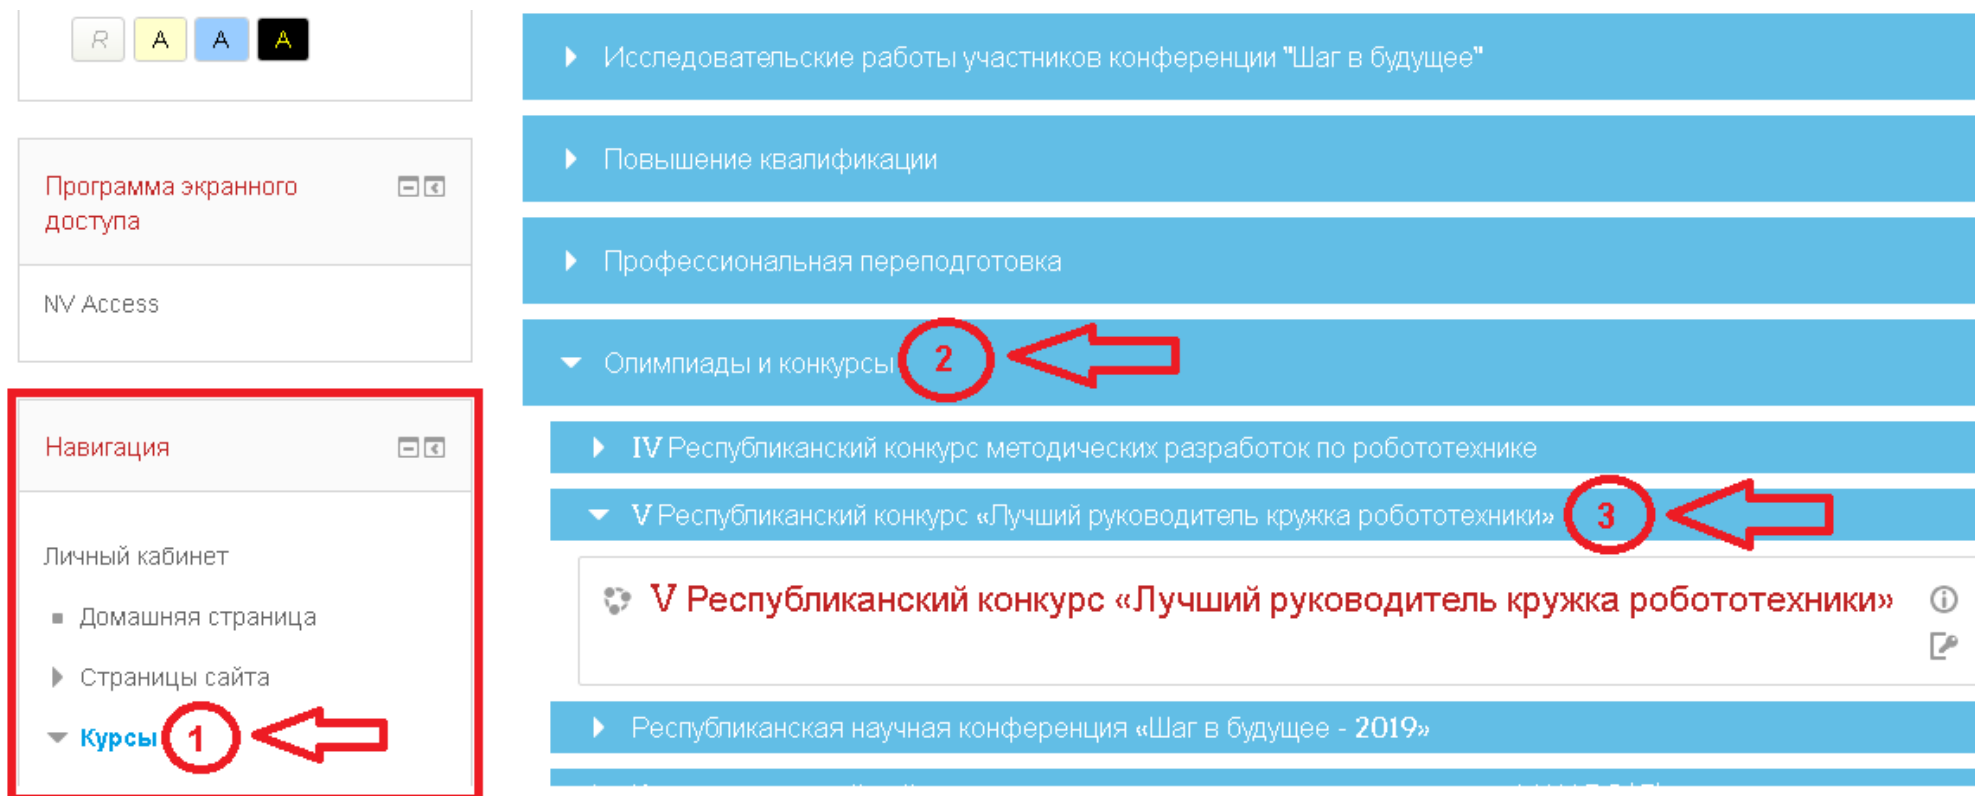 R A A A
Программа экранного
доступа
NV Access
Навигация
Личный кабинет
Домашняя страница
Страницы сайта
Курсы 1
Исследовательские работы участников конференции "Шаг в будущее"
Повышение квалификации
Профессиональная переподготовка
Олимпиады и конкурсы 2
IV Республиканский конкурс методических разработок по робототехнике
V Республиканский конкурс «Лучший руководитель кружка робототехники» 3
V Республиканский конкурс «Лучший руководитель кружка робототехники»
Республиканская научная конференция «Шаг в будущее - 2019»